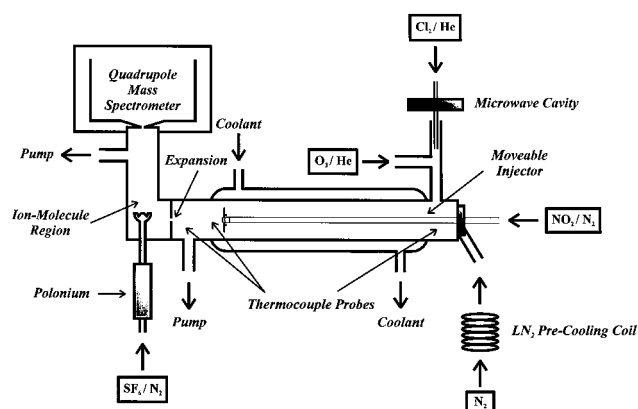 Cl₂ / He
Quadrupole
Mass
Spectrometer
Microwave Cavity
Coolant
Pump
Expansion
O₃ / He
Moveable
Injector
Ion-Molecule
Region
NO₂ / N₂
Polonium
Thermocouple Probes
Pump
Coolant
LN₂ Pre-Cooling Coil
SF₆ / N₂
N₂